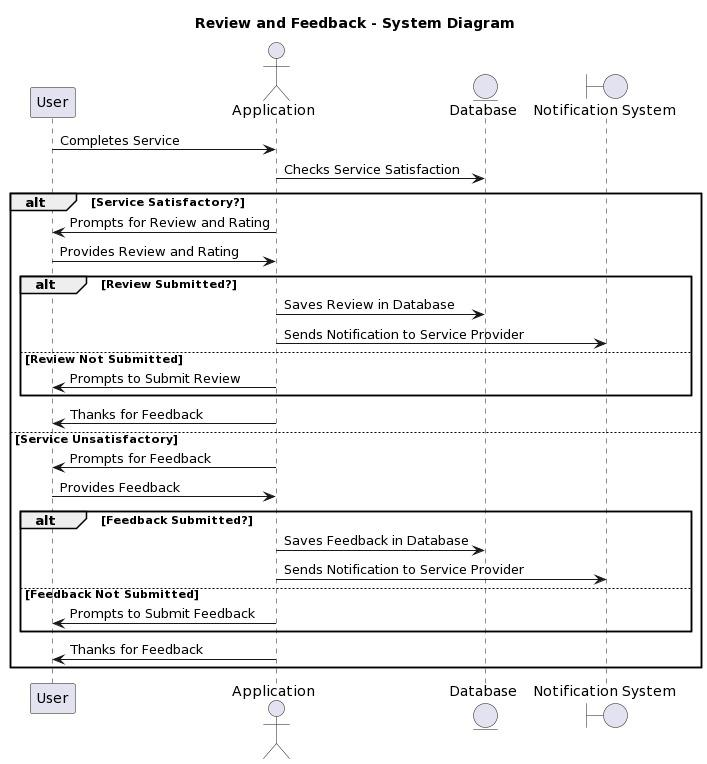 Review and Feedback - System Diagram
User
Application
Database
Notification System
Completes Service
Checks Service Satisfaction
alt [Service Satisfactory?]
Prompts for Review and Rating
Provides Review and Rating
alt [Review Submitted?]
Saves Review in Database
Sends Notification to Service Provider
[Review Not Submitted]
Prompts to Submit Review
Thanks for Feedback
[Service Unsatisfactory]
Prompts for Feedback
Provides Feedback
alt [Feedback Submitted?]
Saves Feedback in Database
Sends Notification to Service Provider
[Feedback Not Submitted]
Prompts to Submit Feedback
Thanks for Feedback
User
Application
Database
Notification System